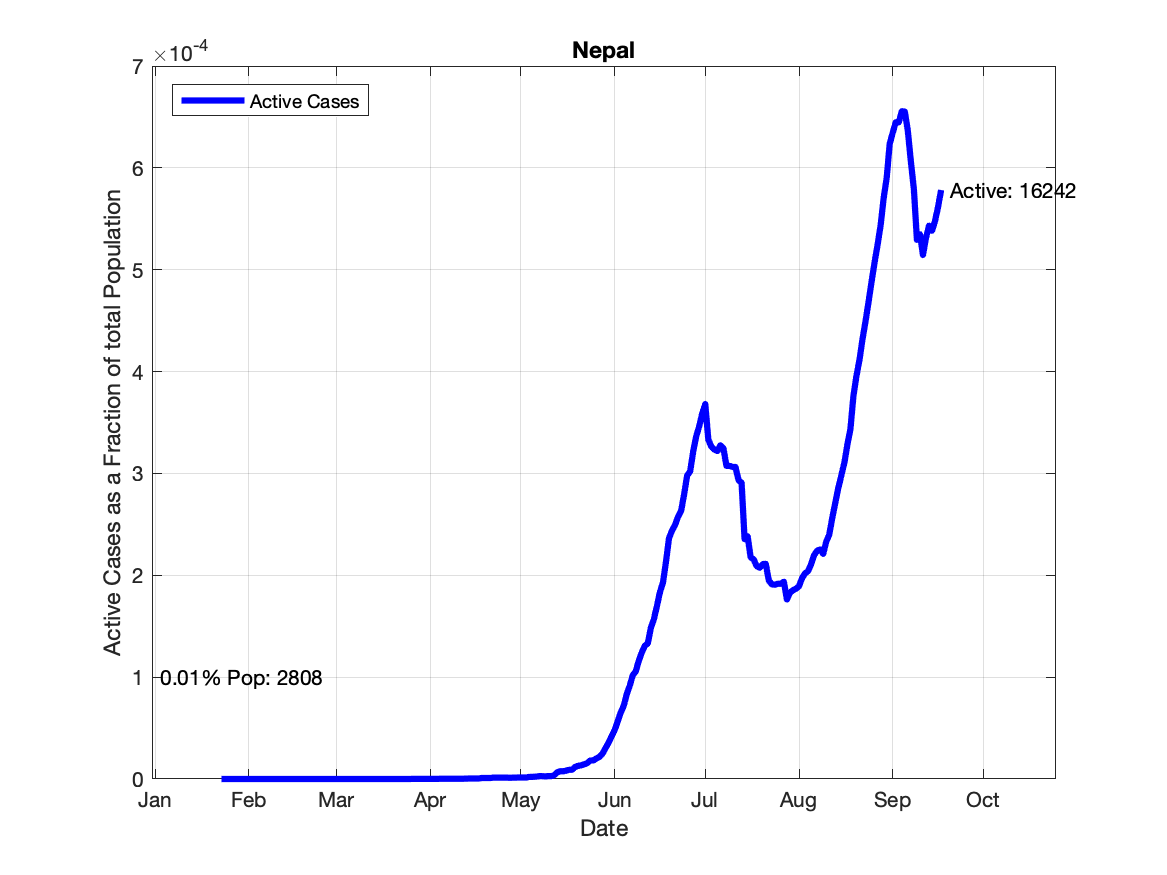 Nepal
×10-4
Active Cases
7
6
5
4
3
2
1
0
Active Cases as a Fraction of total Population
Active: 16242
0.01% Pop: 2808
Jan Feb Mar Apr May Jun Jul Aug Sep Oct
Date